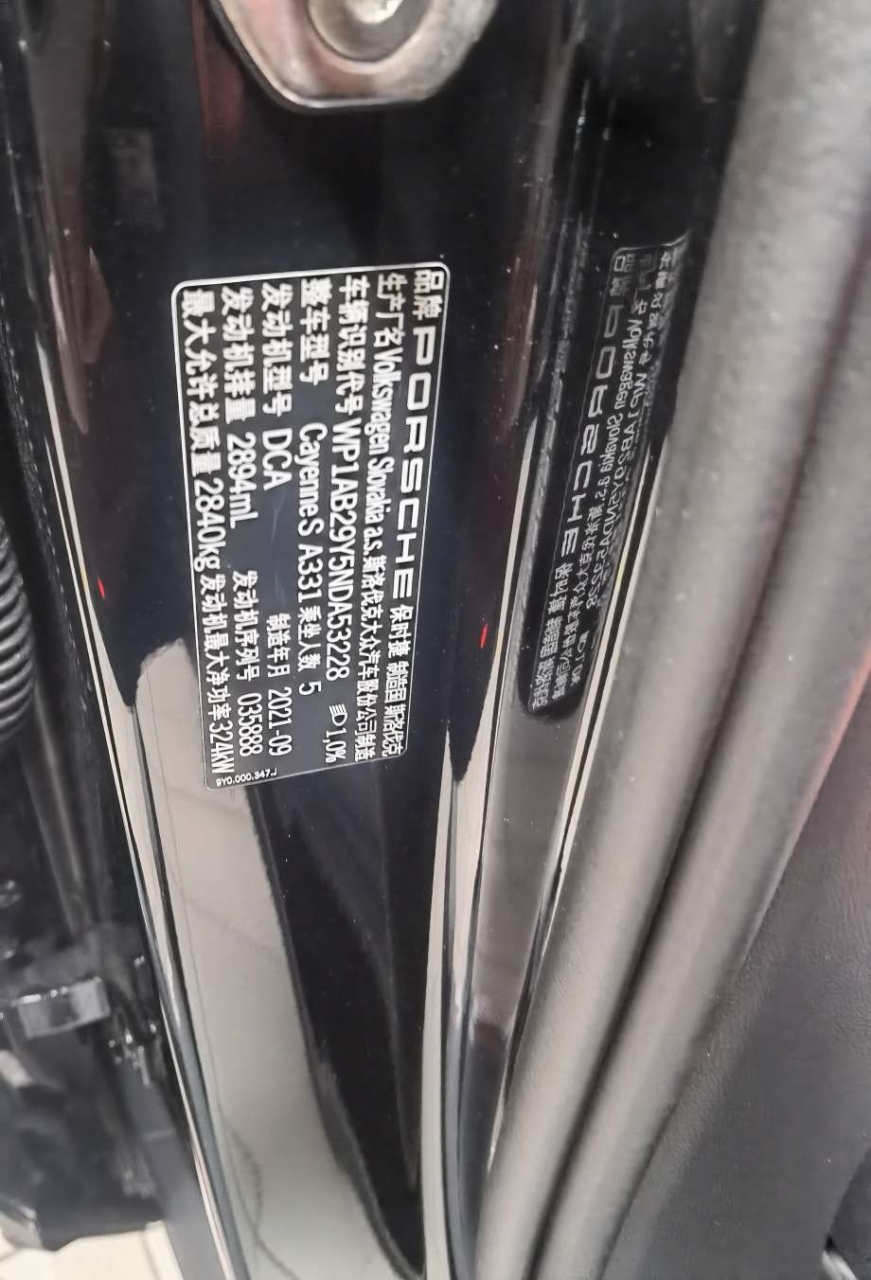 品牌 PORSCHE 保时捷 制造国 斯洛伐克
生产厂名 Volkswagen Slovakia a.s. 斯洛伐克大众汽车股份公司制造
车辆识别代号 WP1AB29Y5NDA53228 1,0%
整车型号 CayenneS A331 乘坐人数 5
发动机型号 DCA 制造年月 2021-09
发动机排量 2894mL 发动机序列号 035888
最大允许总质量 2840kg 发动机最大净功率 324kW
9Y0.000.347.J